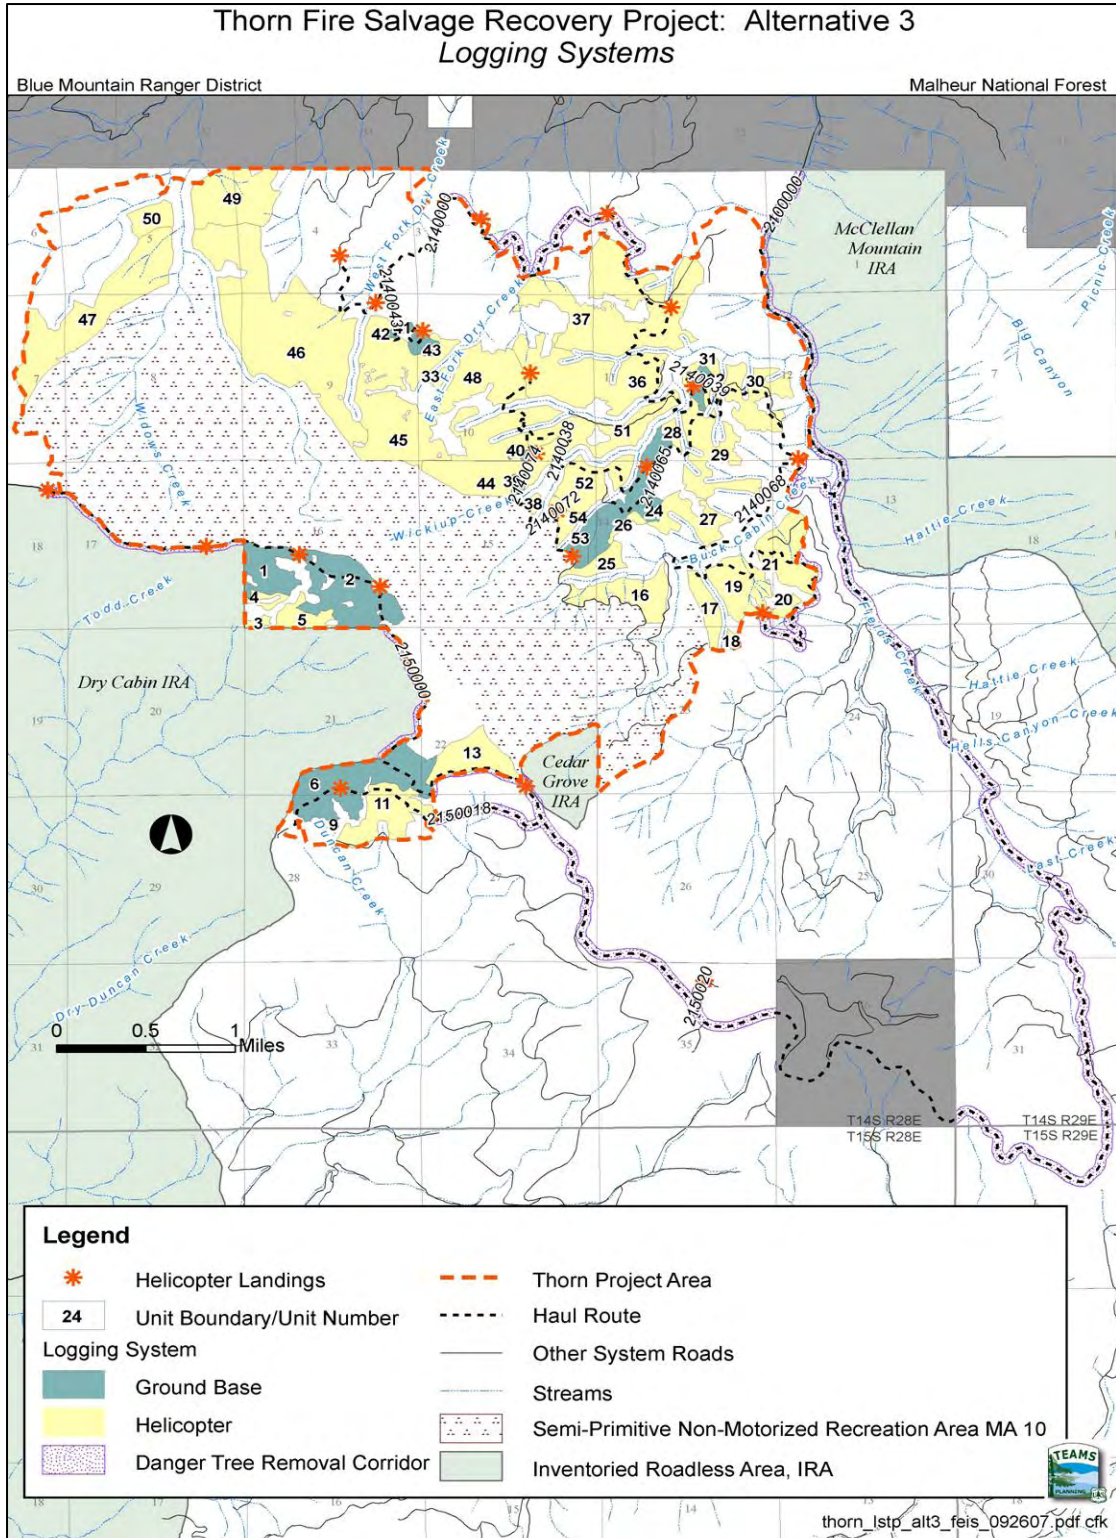 Thorn Fire Salvage Recovery Project: Alternative 3
Logging Systems
Blue Mountain Ranger District
Malheur National Forest
McClellan
Mountain
IRA
Picnic Creek
Big Canyon
West Fork Dry Creek
2140000
2140043
East Fork Dry Creek
2100000
49
50
47
46
42
43
33
48
45
37
36
31
30
2140039
51
28
29
40
2140074
2140038
44
38
2140072
52
54
53
26
24
2140065
27
2140068
25
16
17
18
19
20
21
Widows Creek
Wickiup Creek
Buck Cabin Creek
Hattie Creek
Fields Creek
Hattie Creek
Hells Canyon Creek
East Creek
Todd Creek
1
2
4
3
5
2150000
Dry Cabin IRA
6
9
11
13
Cedar
Grove
IRA
2150018
Duncan Creek
Dry Duncan Creek
2150020
0
0.5
1
Miles
T14S R28E
T15S R28E
T14S R29E
T15S R29E
Legend
Helicopter Landings
24
Unit Boundary/Unit Number
Logging System
Ground Base
Helicopter
Danger Tree Removal Corridor
Thorn Project Area
Haul Route
Other System Roads
Streams
Semi-Primitive Non-Motorized Recreation Area MA 10
Inventoried Roadless Area, IRA
TEAMS
PLANNING
thorn_lstp_alt3_feis_092607.pdf cfk